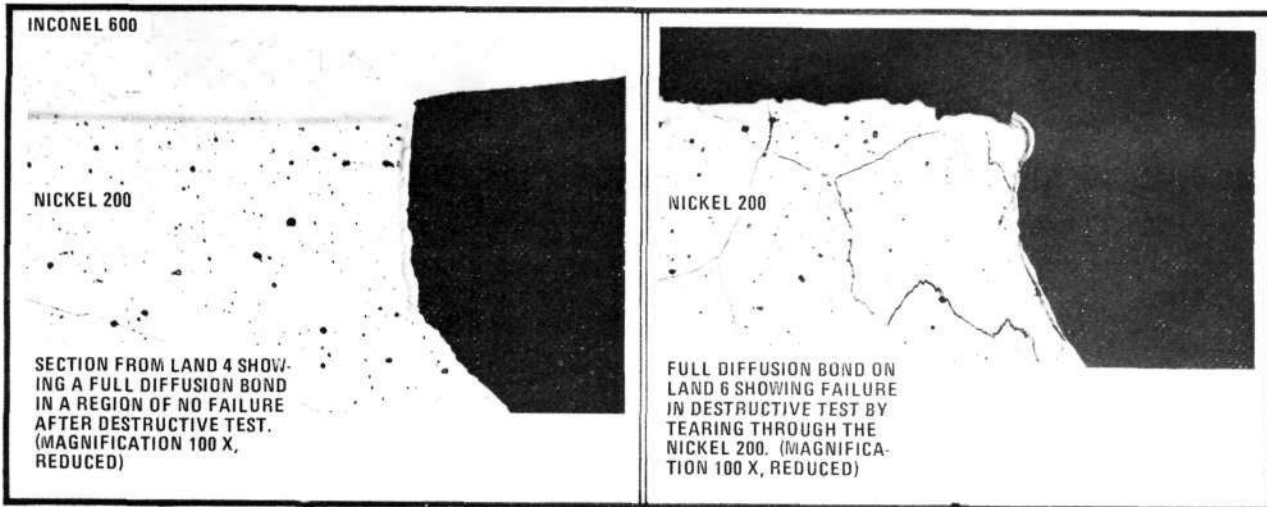 INCONEL 600
NICKEL 200
SECTION FROM LAND 4 SHOW-
ING A FULL DIFFUSION BOND
IN A REGION OF NO FAILURE
AFTER DESTRUCTIVE TEST.
(MAGNIFICATION 100 X,
REDUCED)
NICKEL 200
FULL DIFFUSION BOND ON
LAND 6 SHOWING FAILURE
IN DESTRUCTIVE TEST BY
TEARING THROUGH THE
NICKEL 200. (MAGNIFICA-
TION 100 X, REDUCED)